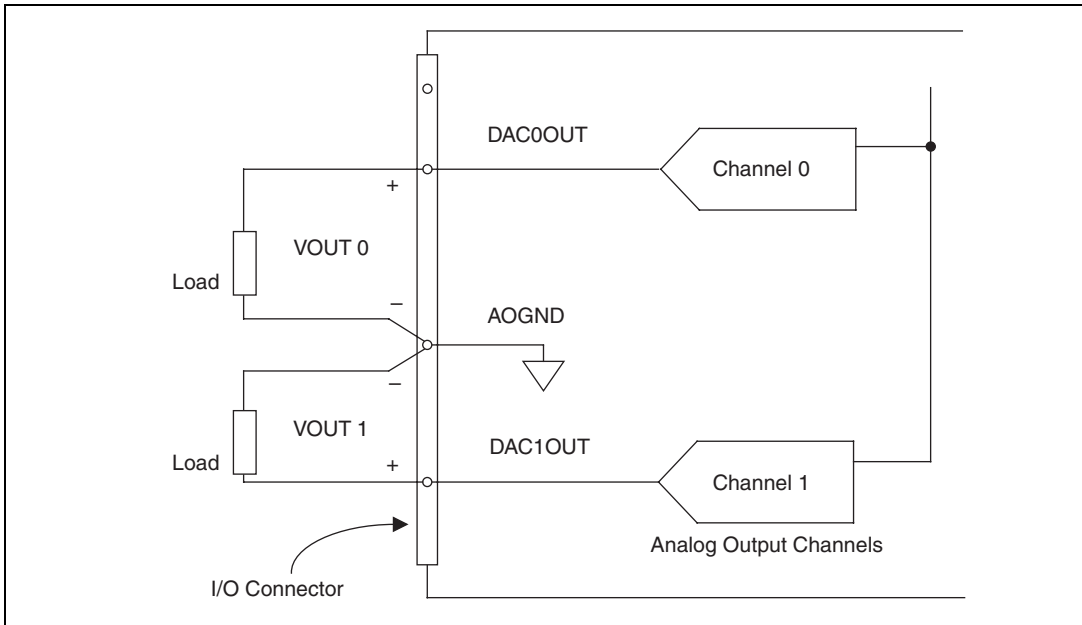 DAC0OUT
Channel 0
+
VOUT 0
Load
–
AOGND
–
VOUT 1
DAC1OUT
Load
+
Channel 1
Analog Output Channels
I/O Connector